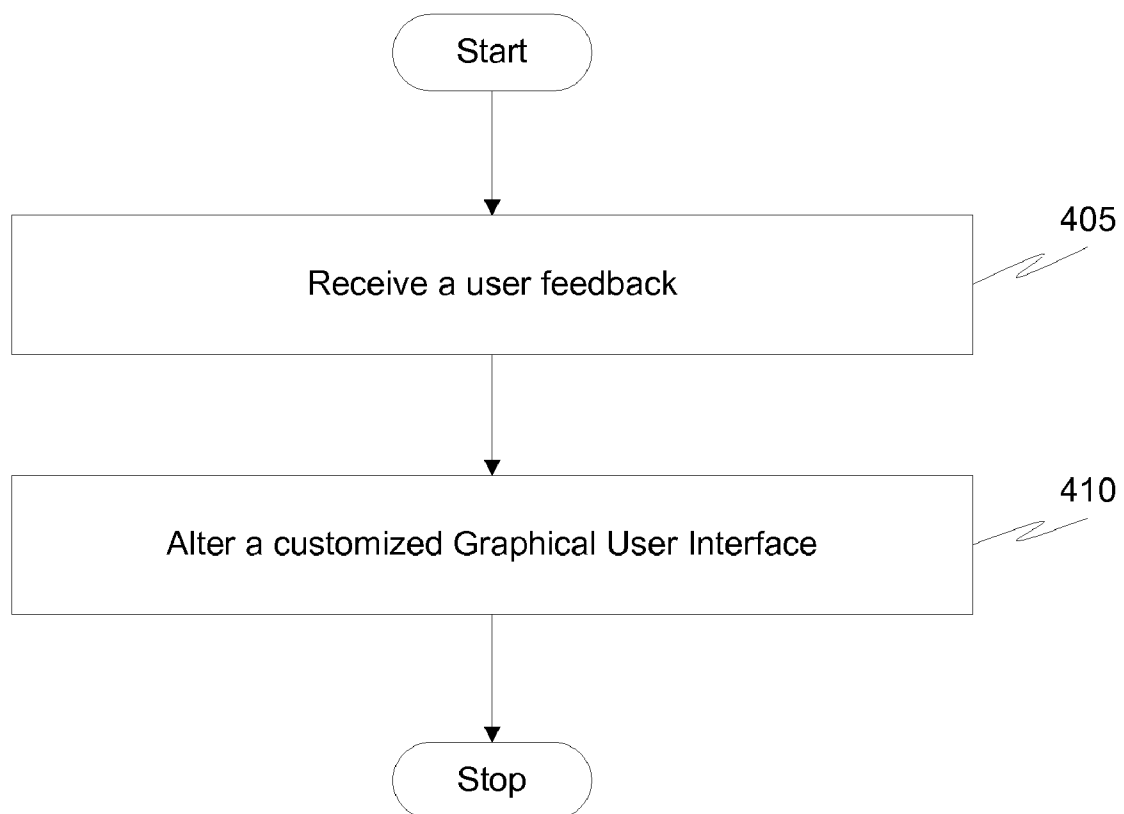 Start
405
Receive a user feedback
410
Alter a customized Graphical User Interface
Stop